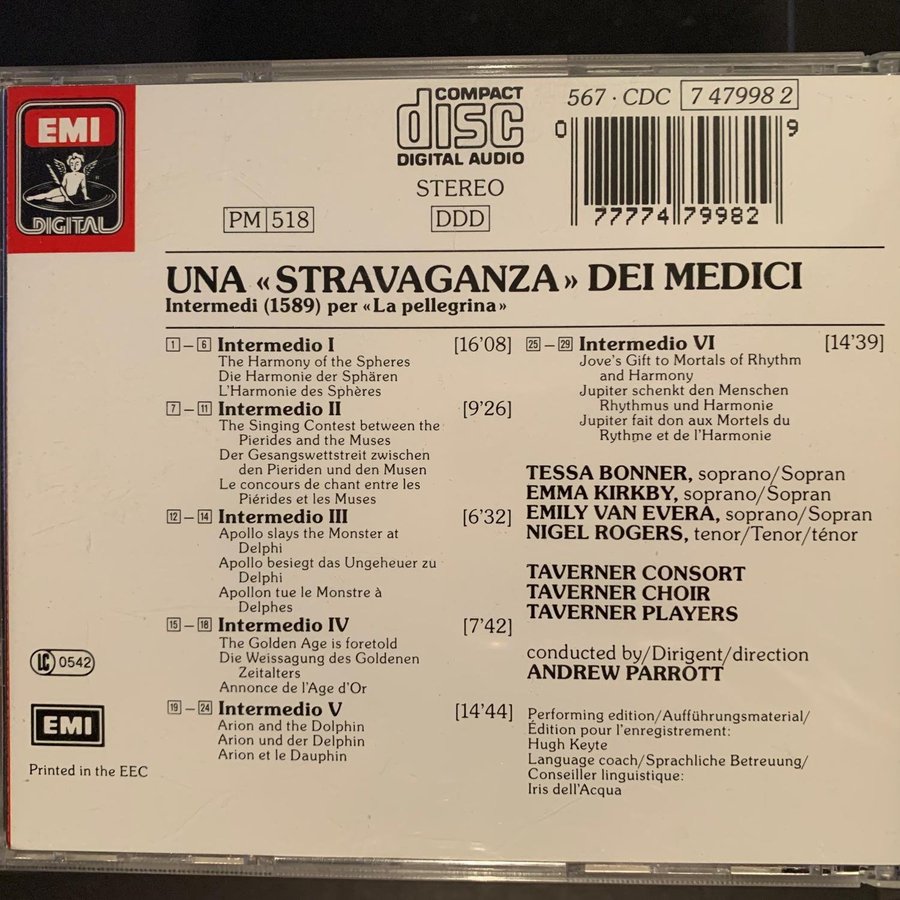 EMI
DIGITAL
COMPACT
disc
DIGITAL AUDIO
STEREO
PM 518
DDD
567 · CDC 7 47998 2
0 77774 79982 9
UNA «STRAVAGANZA» DEI MEDICI
Intermedi (1589) per «La pellegrina»
1 – 6 Intermedio I [16'08]
The Harmony of the Spheres
Die Harmonie der Sphären
L'Harmonie des Sphères
7 – 11 Intermedio II [9'26]
The Singing Contest between the
Pierides and the Muses
Der Gesangswettstreit zwischen
den Pieriden und den Musen
Le concours de chant entre les
Piérides et les Muses
12 – 14 Intermedio III [6'32]
Apollo slays the Monster at
Delphi
Apollo besiegt das Ungeheuer zu
Delphi
Apollon tue le Monstre à
Delphes
15 – 18 Intermedio IV [7'42]
The Golden Age is foretold
Die Weissagung des Goldenen
Zeitalters
Annonce de l'Age d'Or
19 – 24 Intermedio V [14'44]
Arion and the Dolphin
Arion und der Delphin
Arion et le Dauphin
25 – 29 Intermedio VI [14'39]
Jove's Gift to Mortals of Rhythm
and Harmony
Jupiter schenkt den Menschen
Rhythmus und Harmonie
Jupiter fait don aux Mortels du
Rythme et de l'Harmonie
TESSA BONNER, soprano/Sopran
EMMA KIRKBY, soprano/Sopran
EMILY VAN EVERA, soprano/Sopran
NIGEL ROGERS, tenor/Tenor/ténor
TAVERNER CONSORT
TAVERNER CHOIR
TAVERNER PLAYERS
conducted by/Dirigent/direction
ANDREW PARROTT
Performing edition/Aufführungsmaterial/
Édition pour l'enregistrement:
Hugh Keyte
Language coach/Sprachliche Betreuung/
Conseiller linguistique:
Iris dell'Acqua
LC 0542
EMI
Printed in the EEC